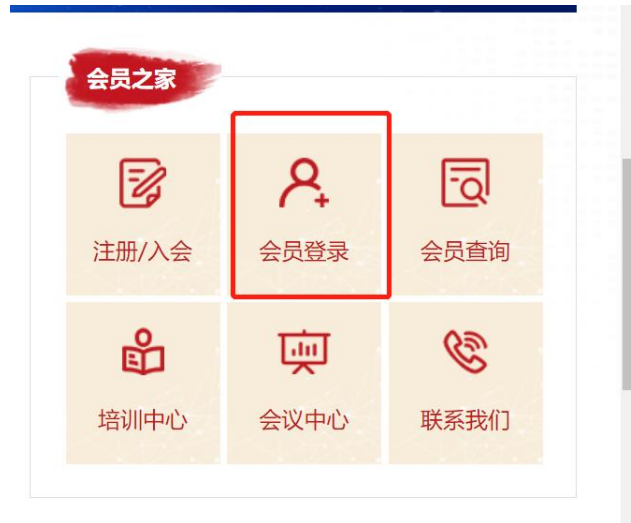 会员之家
注册/入会
会员登录
会员查询
培训中心
会议中心
联系我们